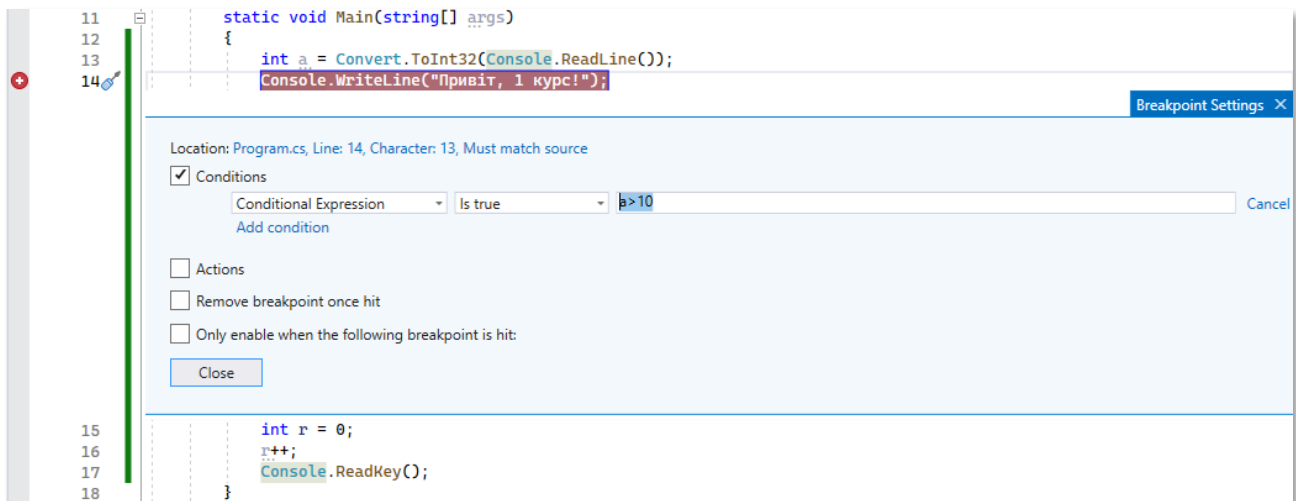 11 static void Main(string[] args)
12 {
13 int a = Convert.ToInt32(Console.ReadLine());
14 Console.WriteLine("Привіт, 1 курс!");
Breakpoint Settings
Location: Program.cs, Line: 14, Character: 13, Must match source
Conditions
Conditional Expression Is true a>10 Cancel
Add condition
Actions
Remove breakpoint once hit
Only enable when the following breakpoint is hit:
Close
15 int r = 0;
16 r++;
17 Console.ReadKey();
18 }